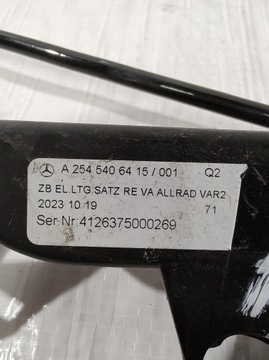 A 254 540 64 15 / 001 Q2
ZB EL.LTG.SATZ RE VA ALLRAD VAR2
2023 10 19 71
Ser.Nr:4126375000269